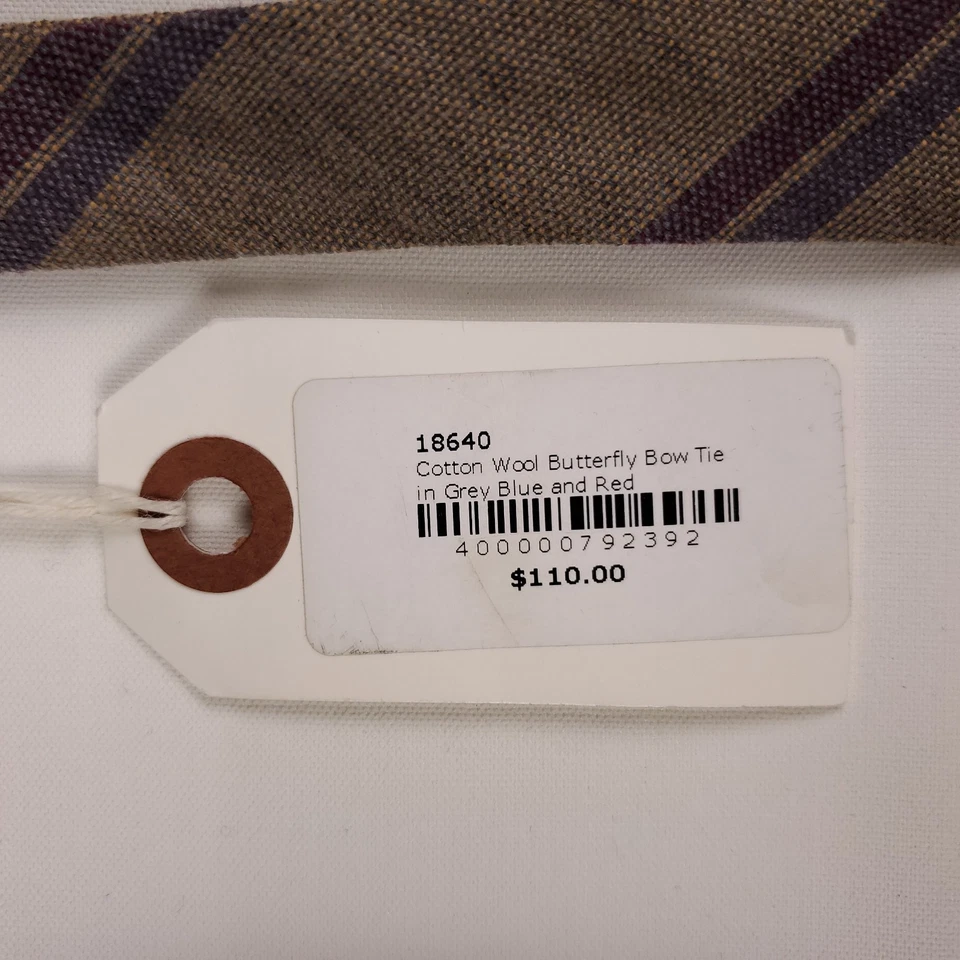 18640
Cotton Wool Butterfly Bow Tie
in Grey Blue and Red
400000792392
$110.00